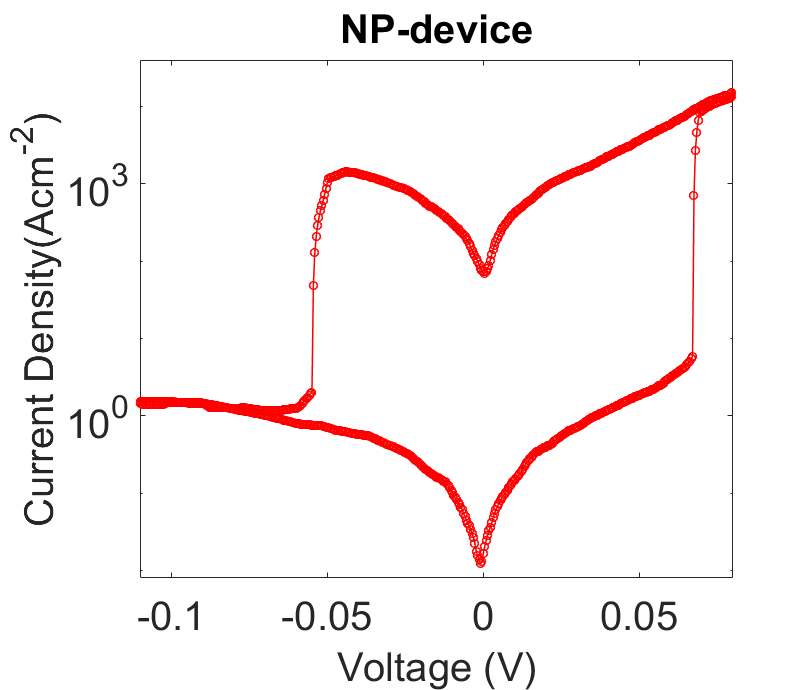 NP-device
Current Density(Acm-2)
10^3
10^0
-0.1 -0.05 0 0.05
Voltage (V)